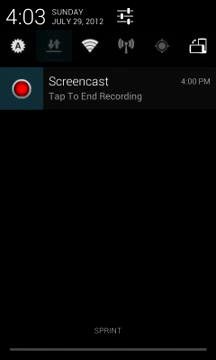 4:03 SUNDAY
JULY 29, 2012
A
Screencast 4:00 PM
Tap To End Recording
SPRINT